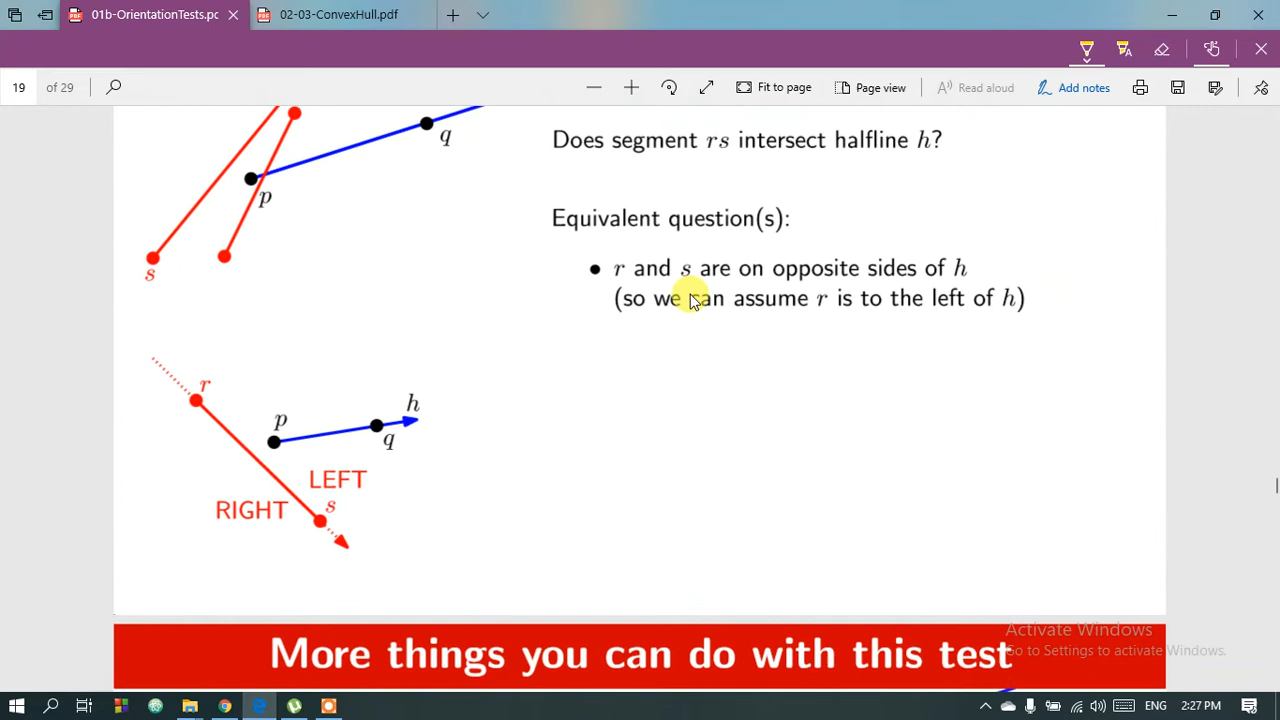 01b-OrientationTests.pc
02-03-ConvexHull.pdf
19 of 29
Fit to page
Page view
Read aloud
Add notes
q
p
s
Does segment rs intersect halfline h?
Equivalent question(s):
• r and s are on opposite sides of h
(so we can assume r is to the left of h)
r
p
h
q
LEFT
RIGHT
s
More things you can do with this test
Activate Windows
Go to Settings to activate Windows.
ENG
2:27 PM